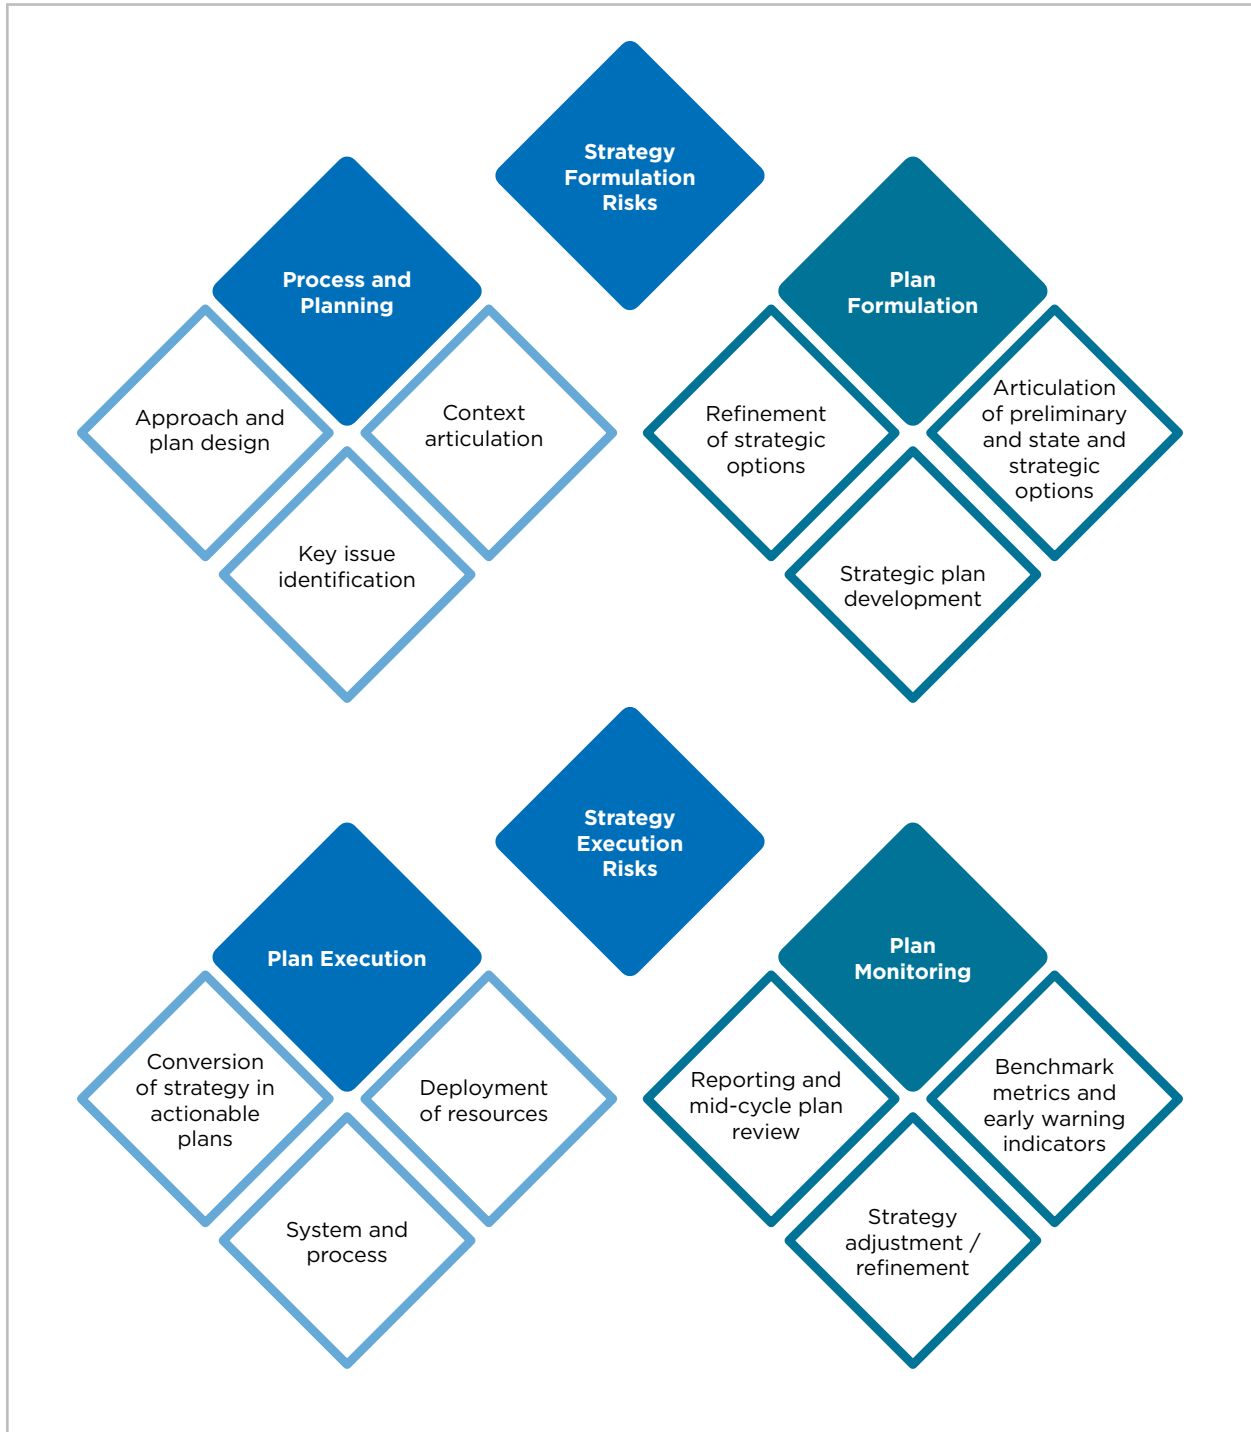 Strategy
Formulation
Risks
Process and
Planning
Approach and
plan design
Context
articulation
Key issue
identification
Plan
Formulation
Refinement
of strategic
options
Articulation
of preliminary
and state and
strategic
options
Strategic plan
development
Strategy
Execution
Risks
Plan Execution
Conversion
of strategy in
actionable
plans
Deployment
of resources
System and
process
Plan
Monitoring
Reporting and
mid-cycle plan
review
Benchmark
metrics and
early warning
indicators
Strategy
adjustment /
refinement